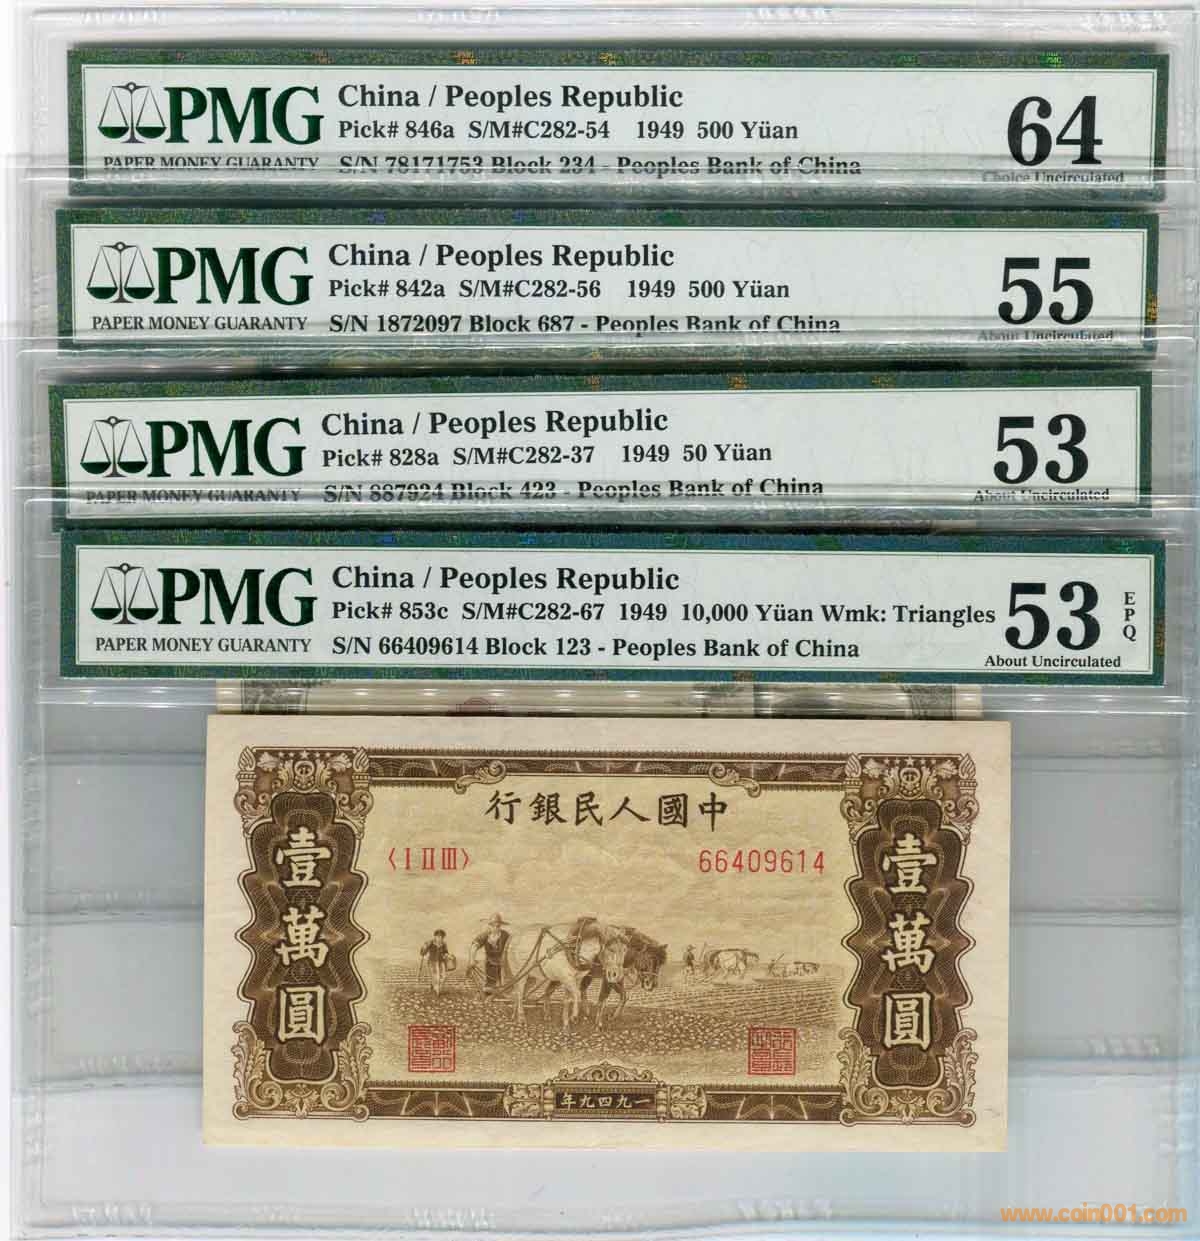 PMG
PAPER MONEY GUARANTY
China / Peoples Republic
Pick# 846a S/M#C282-54 1949 500 Yüan
S/N 78171753 Block 234 - Peoples Bank of China
64
Choice Uncirculated
PMG
PAPER MONEY GUARANTY
China / Peoples Republic
Pick# 842a S/M#C282-56 1949 500 Yüan
S/N 1872097 Block 687 - Peoples Bank of China
55
About Uncirculated
PMG
PAPER MONEY GUARANTY
China / Peoples Republic
Pick# 828a S/M#C282-37 1949 50 Yüan
S/N 887924 Block 423 - Peoples Bank of China
53
About Uncirculated
PMG
PAPER MONEY GUARANTY
China / Peoples Republic
Pick# 853c S/M#C282-67 1949 10,000 Yüan Wmk: Triangles
S/N 66409614 Block 123 - Peoples Bank of China
53
EPQ
About Uncirculated
行銀民人國中
〈I II III〉
66409614
壹萬圓
壹萬圓
年九四九一
www.coin001.com